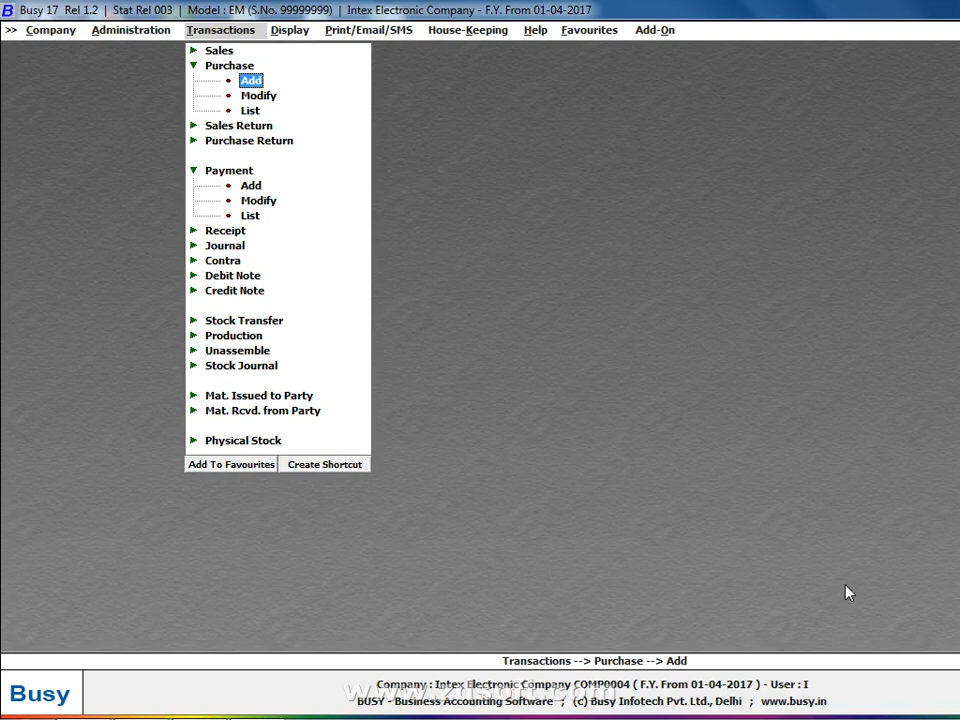 Busy 17 Rel 1.2 | Stat Rel 003 | Model : EM (S.No. 99999999) | Intex Electronic Company - F.Y. From 01-04-2017
>> Company Administration Transactions Display Print/Email/SMS House-Keeping Help Favourites Add-On
Sales
Purchase
Add
Modify
List
Sales Return
Purchase Return
Payment
Add
Modify
List
Receipt
Journal
Contra
Debit Note
Credit Note
Stock Transfer
Production
Unassemble
Stock Journal
Mat. Issued to Party
Mat. Rcvd. from Party
Physical Stock
Add To Favourites Create Shortcut
Transactions --> Purchase --> Add
Busy
Company : Intex Electronic Company COMP0004 ( F.Y. From 01-04-2017 ) - User : I
www.zdsoft.com
BUSY - Business Accounting Software ; (c) Busy Infotech Pvt. Ltd., Delhi ; www.busy.in